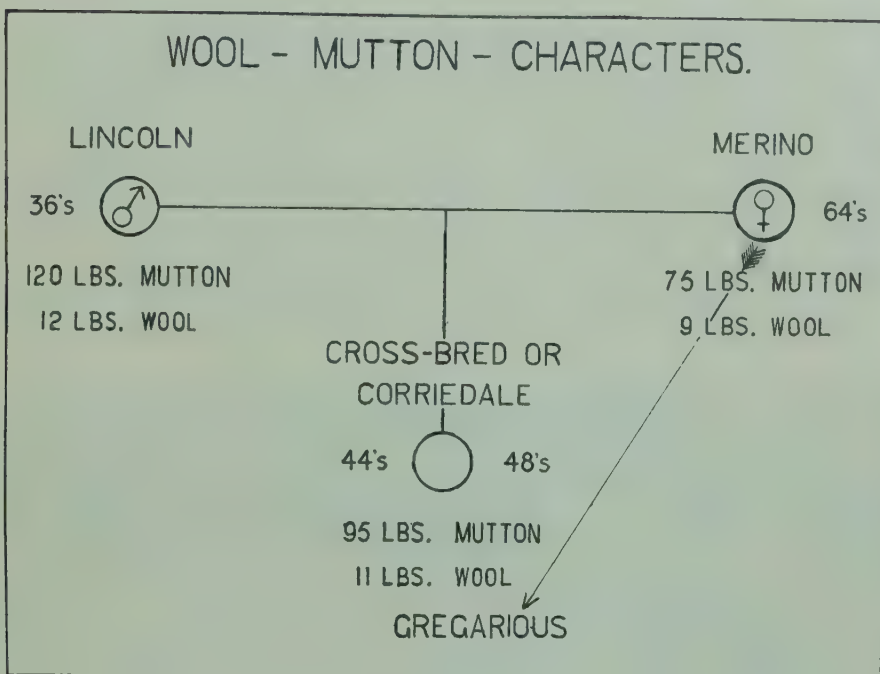 WOOL - MUTTON - CHARACTERS.
LINCOLN
MERINO
36's ♂
♀ 64's
120 LBS. MUTTON
12 LBS. WOOL
75 LBS. MUTTON
9 LBS. WOOL
CROSS-BRED OR
CORRIEDALE
44's 48's
95 LBS. MUTTON
11 LBS. WOOL
GREGARIOUS